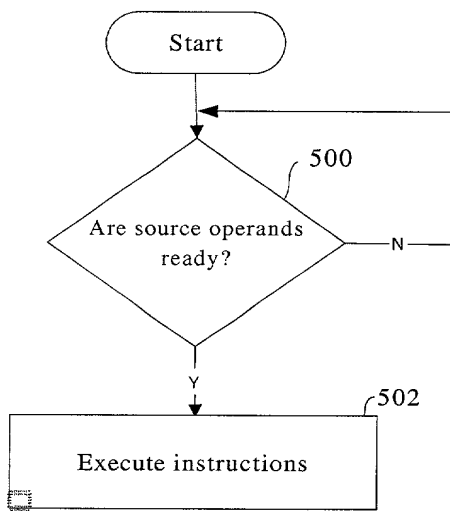 Start
500
Are source operands
ready?
N
Y
502
Execute instructions